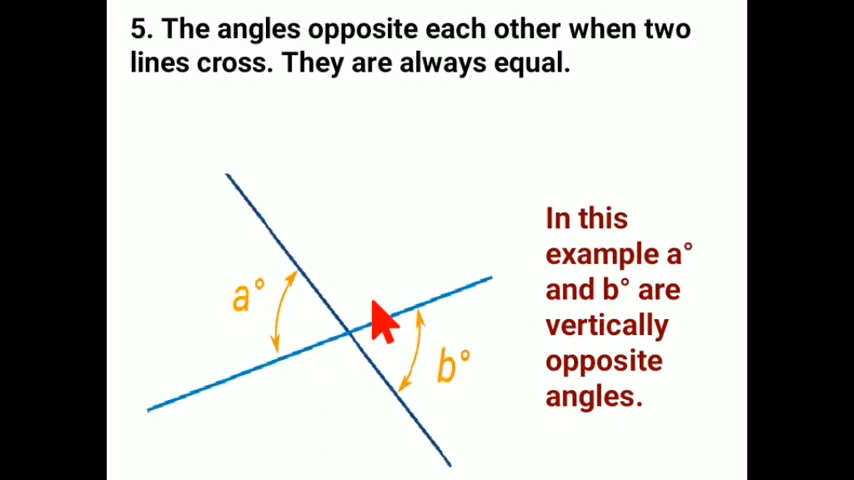 5. The angles opposite each other when two
lines cross. They are always equal.
a°
b°
In this
example a°
and b° are
vertically
opposite
angles.